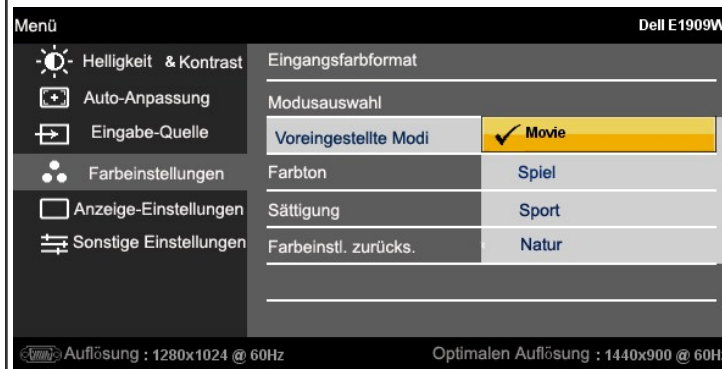 Menü
Dell E1909W
Helligkeit & Kontrast
Auto-Anpassung
Eingabe-Quelle
Farbeinstellungen
Anzeige-Einstellungen
Sonstige Einstellungen
Eingangsfarbformat
Modusauswahl
Voreingestellte Modi
Farbton
Sättigung
Farbeinstl. zurücks.
Movie
Spiel
Sport
Natur
Auflösung : 1280x1024 @ 60Hz
Optimalen Auflösung : 1440x900 @ 60H